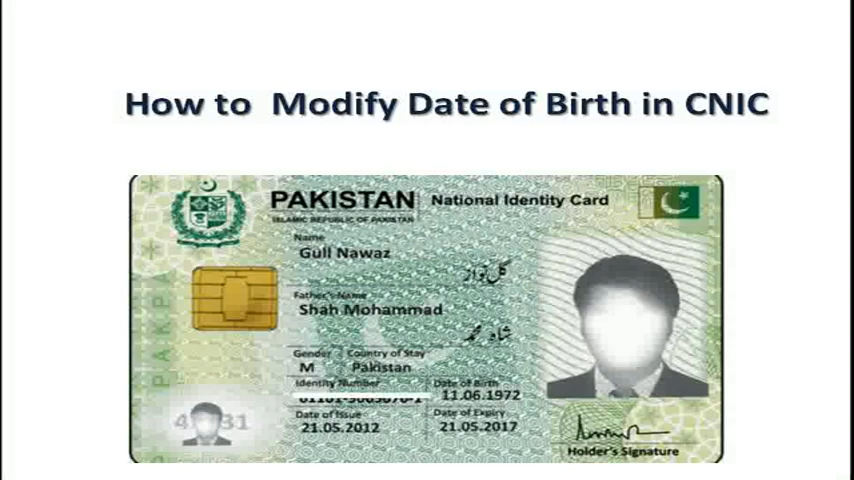 How to Modify Date of Birth in CNIC
PAKISTAN National Identity Card
ISLAMIC REPUBLIC OF PAKISTAN
Name
Gull Nawaz
گل نواز
Father's Name
Shah Mohammad
شاہ محمد
Gender Country of Stay
M Pakistan
Identity Number Date of Birth
11.06.1972
Date of Issue Date of Expiry
21.05.2012 21.05.2017
Holder's Signature